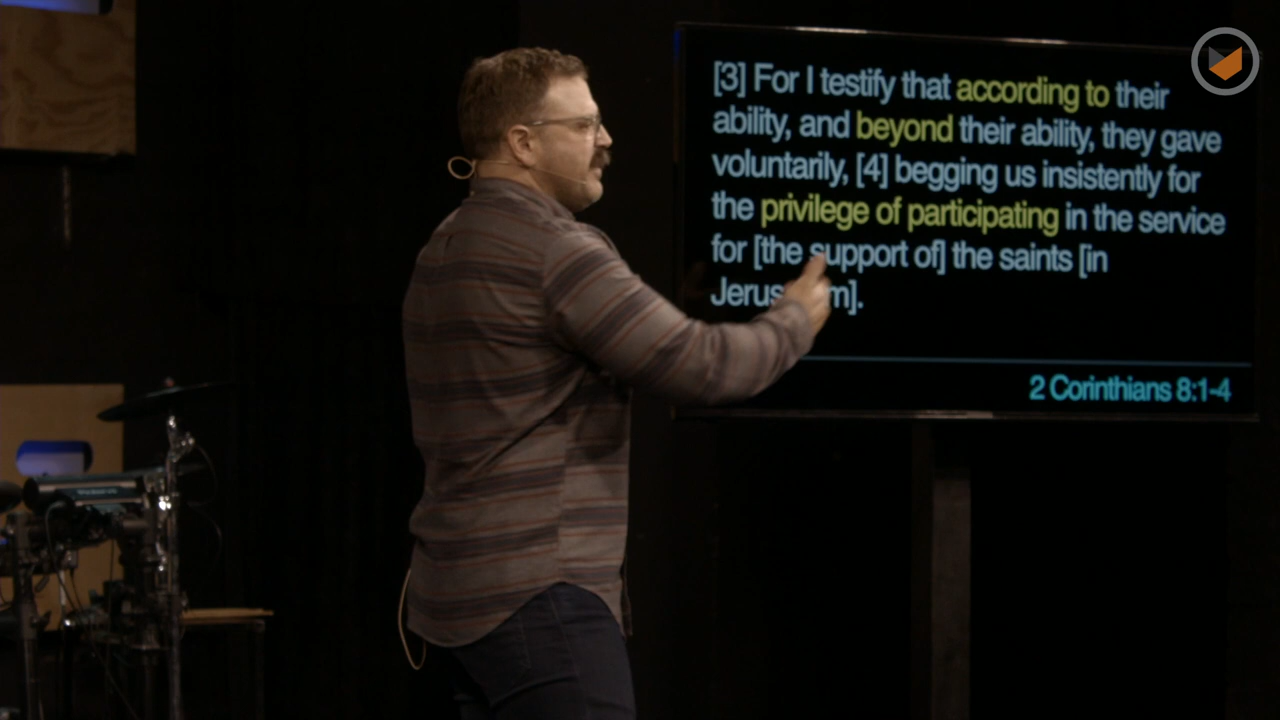 [3] For I testify that according to their
ability, and beyond their ability, they gave
voluntarily, [4] begging us insistently for
the privilege of participating in the service
for [the support of] the saints [in
2 Corinthians 8:1-4